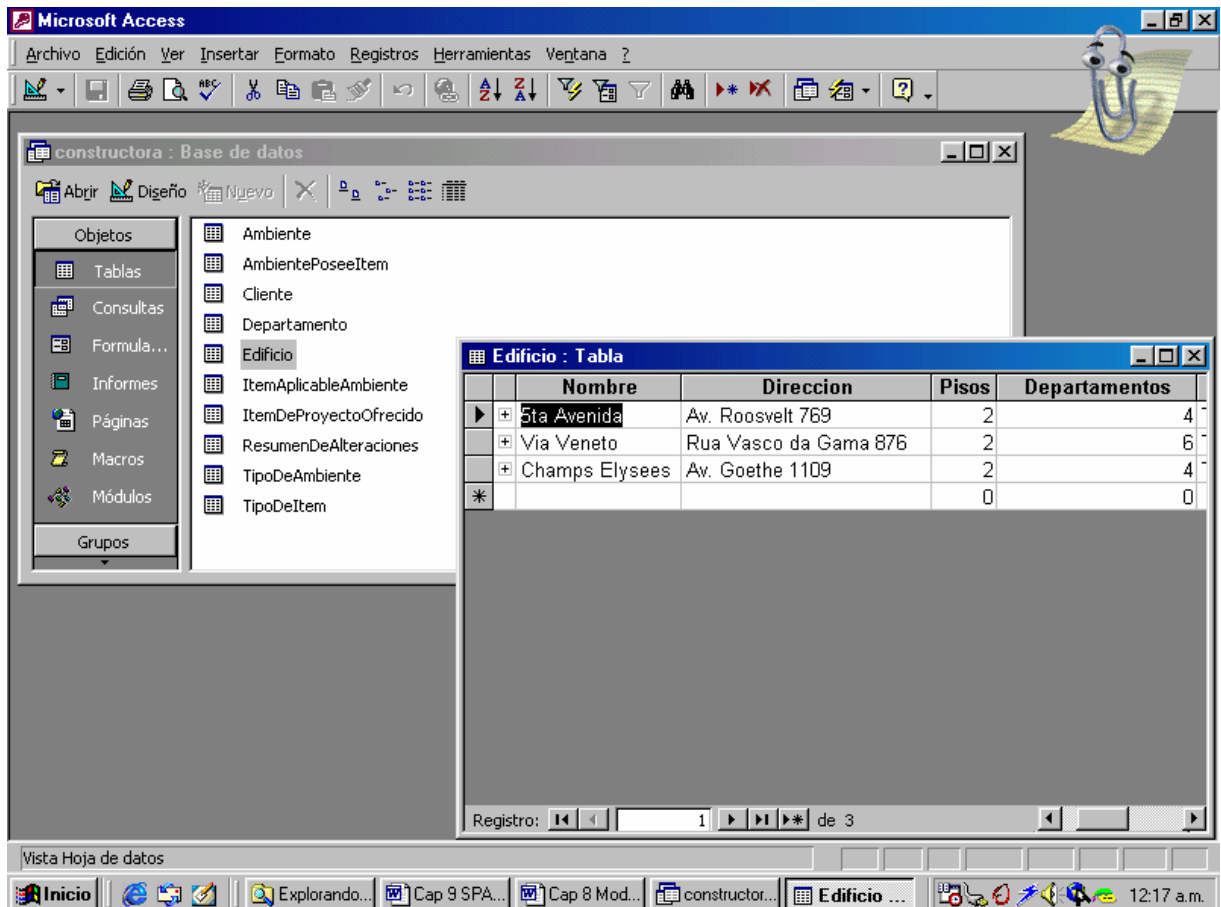 Microsoft Access
Archivo Edición Ver Insertar Formato Registros Herramientas Ventana ?
constructora : Base de datos
Abrir Diseño Nuevo
Objetos
Tablas
Consultas
Formula...
Informes
Páginas
Macros
Módulos
Grupos
Ambiente
AmbientePoseeItem
Cliente
Departamento
Edificio
ItemAplicableAmbiente
ItemDeProyectoOfrecido
ResumenDeAlteraciones
TipoDeAmbiente
TipoDeItem
Edificio : Tabla
Nombre Direccion Pisos Departamentos
5ta Avenida Av. Roosvelt 769 2 4
Via Veneto Rua Vasco da Gama 876 2 6
Champs Elysees Av. Goethe 1109 2 4
0 0
Registro: 1 de 3
Vista Hoja de datos
Inicio Explorando... Cap 9 SPA... Cap 8 Mod... constructor... Edificio ... 12:17 a.m.